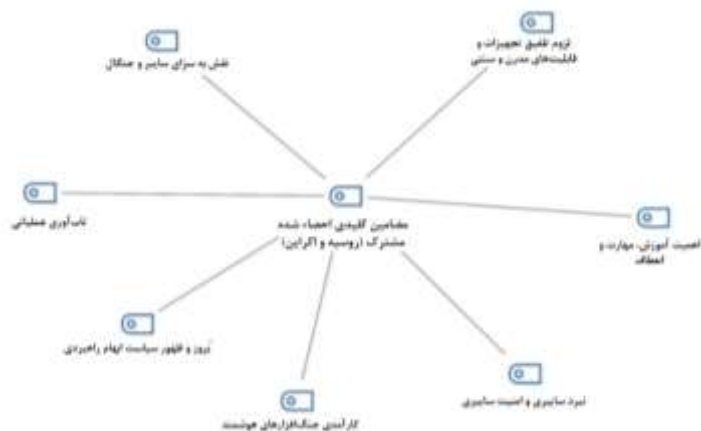 لزوم تلفیق تجهیزات و
قابلیت‌های مدرن و سنتی
نقش به سزای سایبر و جنگال
تاب‌آوری عملیاتی
مضامین کلیدی احصاء شده
مشترک (روسیه و اکراین)
اهمیت آموزش، مهارت و
انعطاف
بروز و ظهور سیاست ابهام راهبردی
نبرد سایبری و امنیت سایبری
کارآمدی جنگ‌افزارهای هوشمند